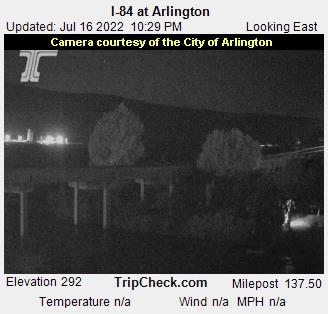 I-84 at Arlington
Updated: Jul 16 2022 10:29 PM Looking East
Camera courtesy of the City of Arlington
Elevation 292 TripCheck.com Milepost 137.50
Temperature n/a Wind n/a MPH n/a